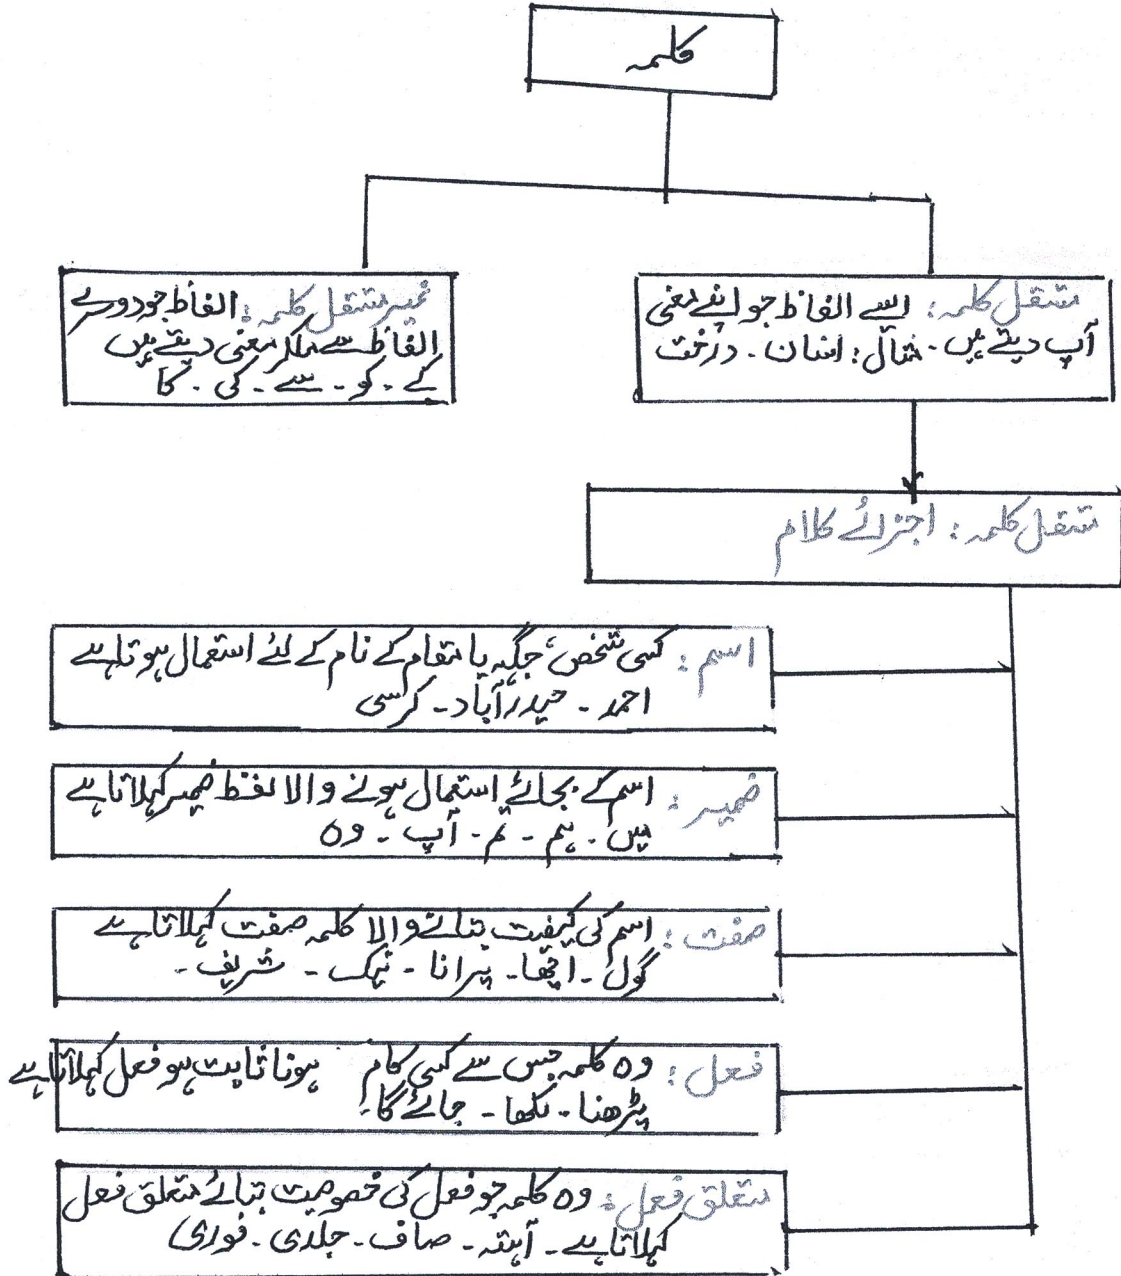 کلمہ
مستقل کلمہ: ایسے الفاظ جو اپنے معنی
آپ دیتے ہیں۔ مثال: انسان۔ درخت
غیر مستقل کلمہ: الفاظ جو دوسرے
الفاظ سے ملکر معنی دیتے ہیں
کے۔ کو۔ سے۔ کی۔ کا
مستقل کلمہ: اجزائے کلام
اسم: کسی شخص، جگہ یا مقام کے نام کے لئے استعمال ہوتا ہے
احمد۔ حیدرآباد۔ کرسی
ضمیر: اسم کے بجائے استعمال ہونے والا لفظ ضمیر کہلاتا ہے
میں۔ ہم۔ تم۔ آپ۔ وہ
صفت: اسم کی کیفیت بتانے والا کلمہ صفت کہلاتا ہے
گول۔ اچھا۔ پرانا۔ نیک۔ شریف۔
فعل: وہ کلمہ جس سے کسی کام ہونا ثابت ہو فعل کہلاتا ہے
پڑھنا۔ لکھا۔ جائے گا۔
متعلق فعل: وہ کلمہ جو فعل کی خصوصیت بتائے متعلق فعل
کہلاتا ہے۔ آہستہ۔ صاف۔ جلدی۔ فوری